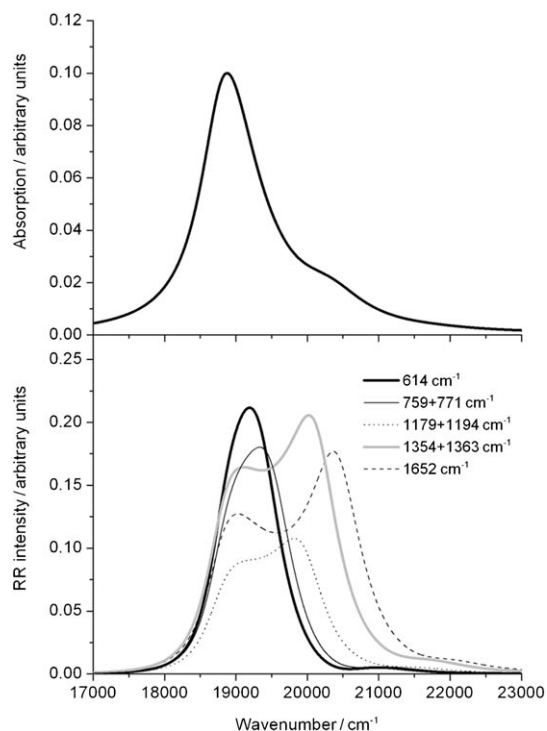 0.12
0.10
0.08
0.06
0.04
0.02
0.00
Absorption / arbitrary units
0.25
0.20
0.15
0.10
0.05
0.00
RR intensity / arbitrary units
614 cm⁻¹
759+771 cm⁻¹
1179+1194 cm⁻¹
1354+1363 cm⁻¹
1652 cm⁻¹
17000 18000 19000 20000 21000 22000 23000
Wavenumber / cm⁻¹